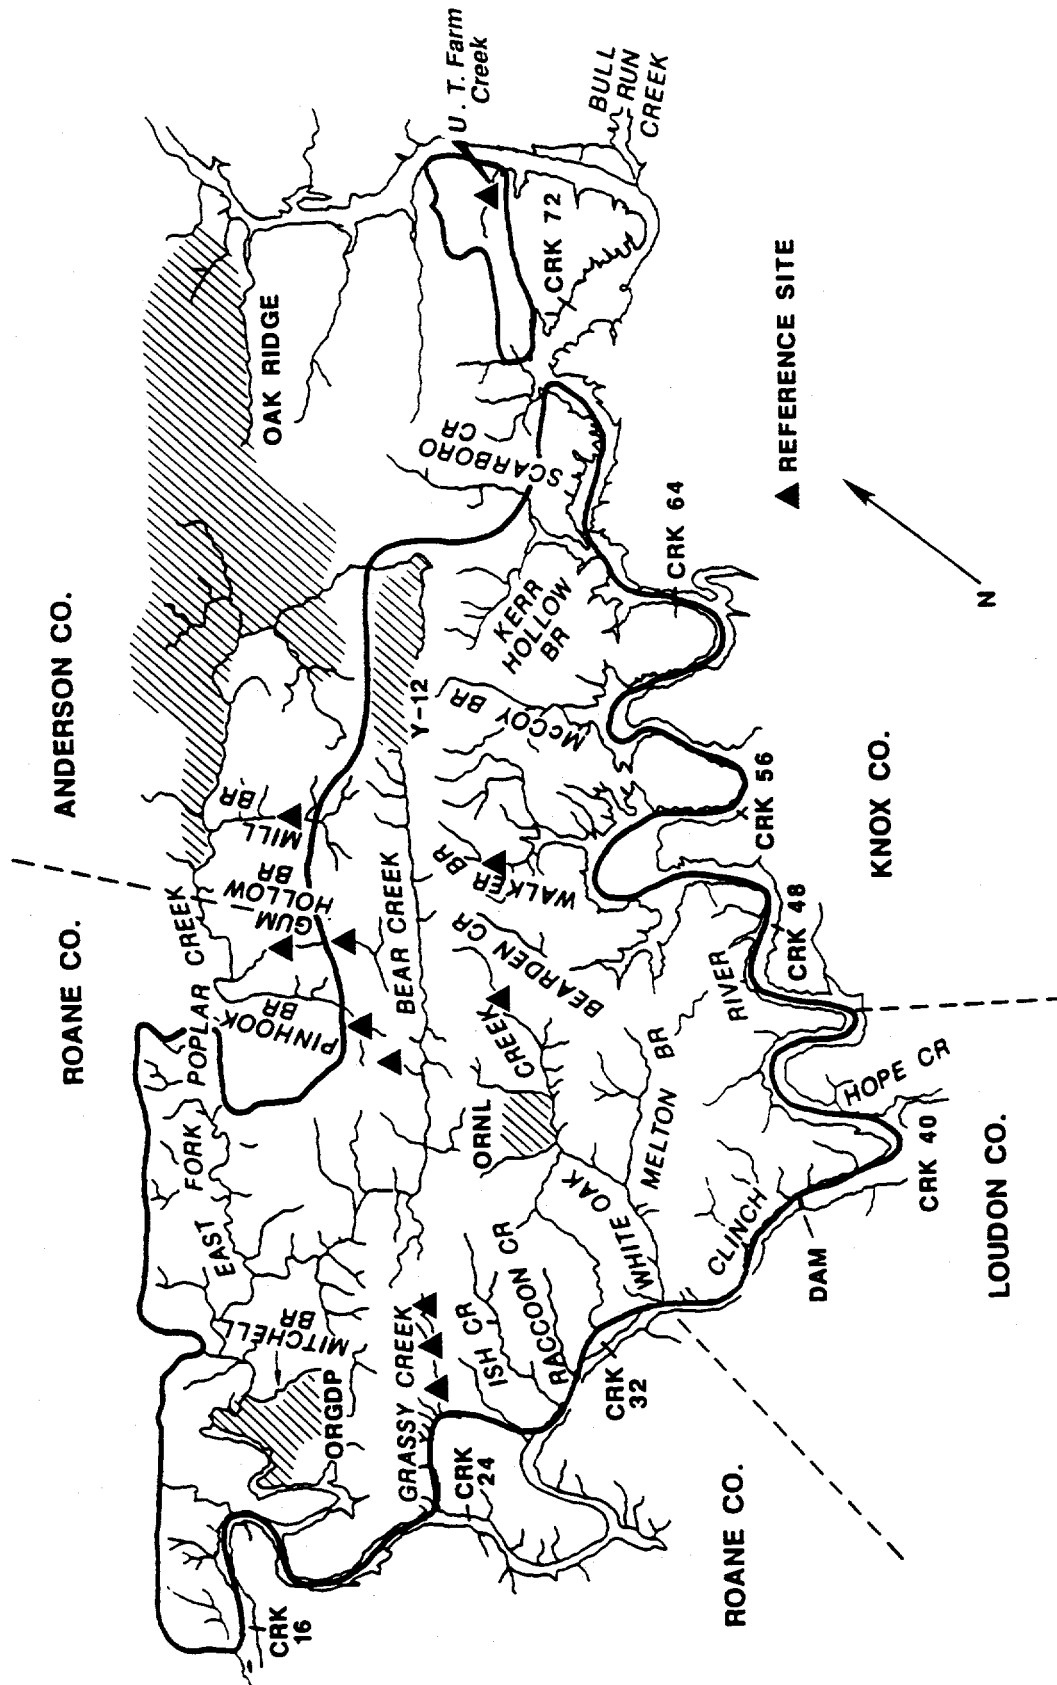 ANDERSON CO.
ROANE CO.
OAK RIDGE
U. T. Farm
Creek
BULL
RUN
CREEK
CRK 72
SCARBORO
CR
▲ REFERENCE SITE
N
CRK 64
KERR
HOLLOW
BR
McCOY BR
Y-12
CRK 56
KNOX CO.
MILL
BR
GUM
HOLLOW
BR
PINHOOK
BR
EAST FORK POPLAR CREEK
BEAR CREEK
WALKER BR
BEARDEN CR
CRK 48
CLINCH RIVER
MELTON BR
WHITE OAK CREEK
ORNL
HOPE CR
CRK 40
LOUDON CO.
DAM
MITCHELL
BR
ORGDP
GRASSY CREEK
ISH CR
RACCOON CR
CRK
32
CRK
24
CRK
16
ROANE CO.